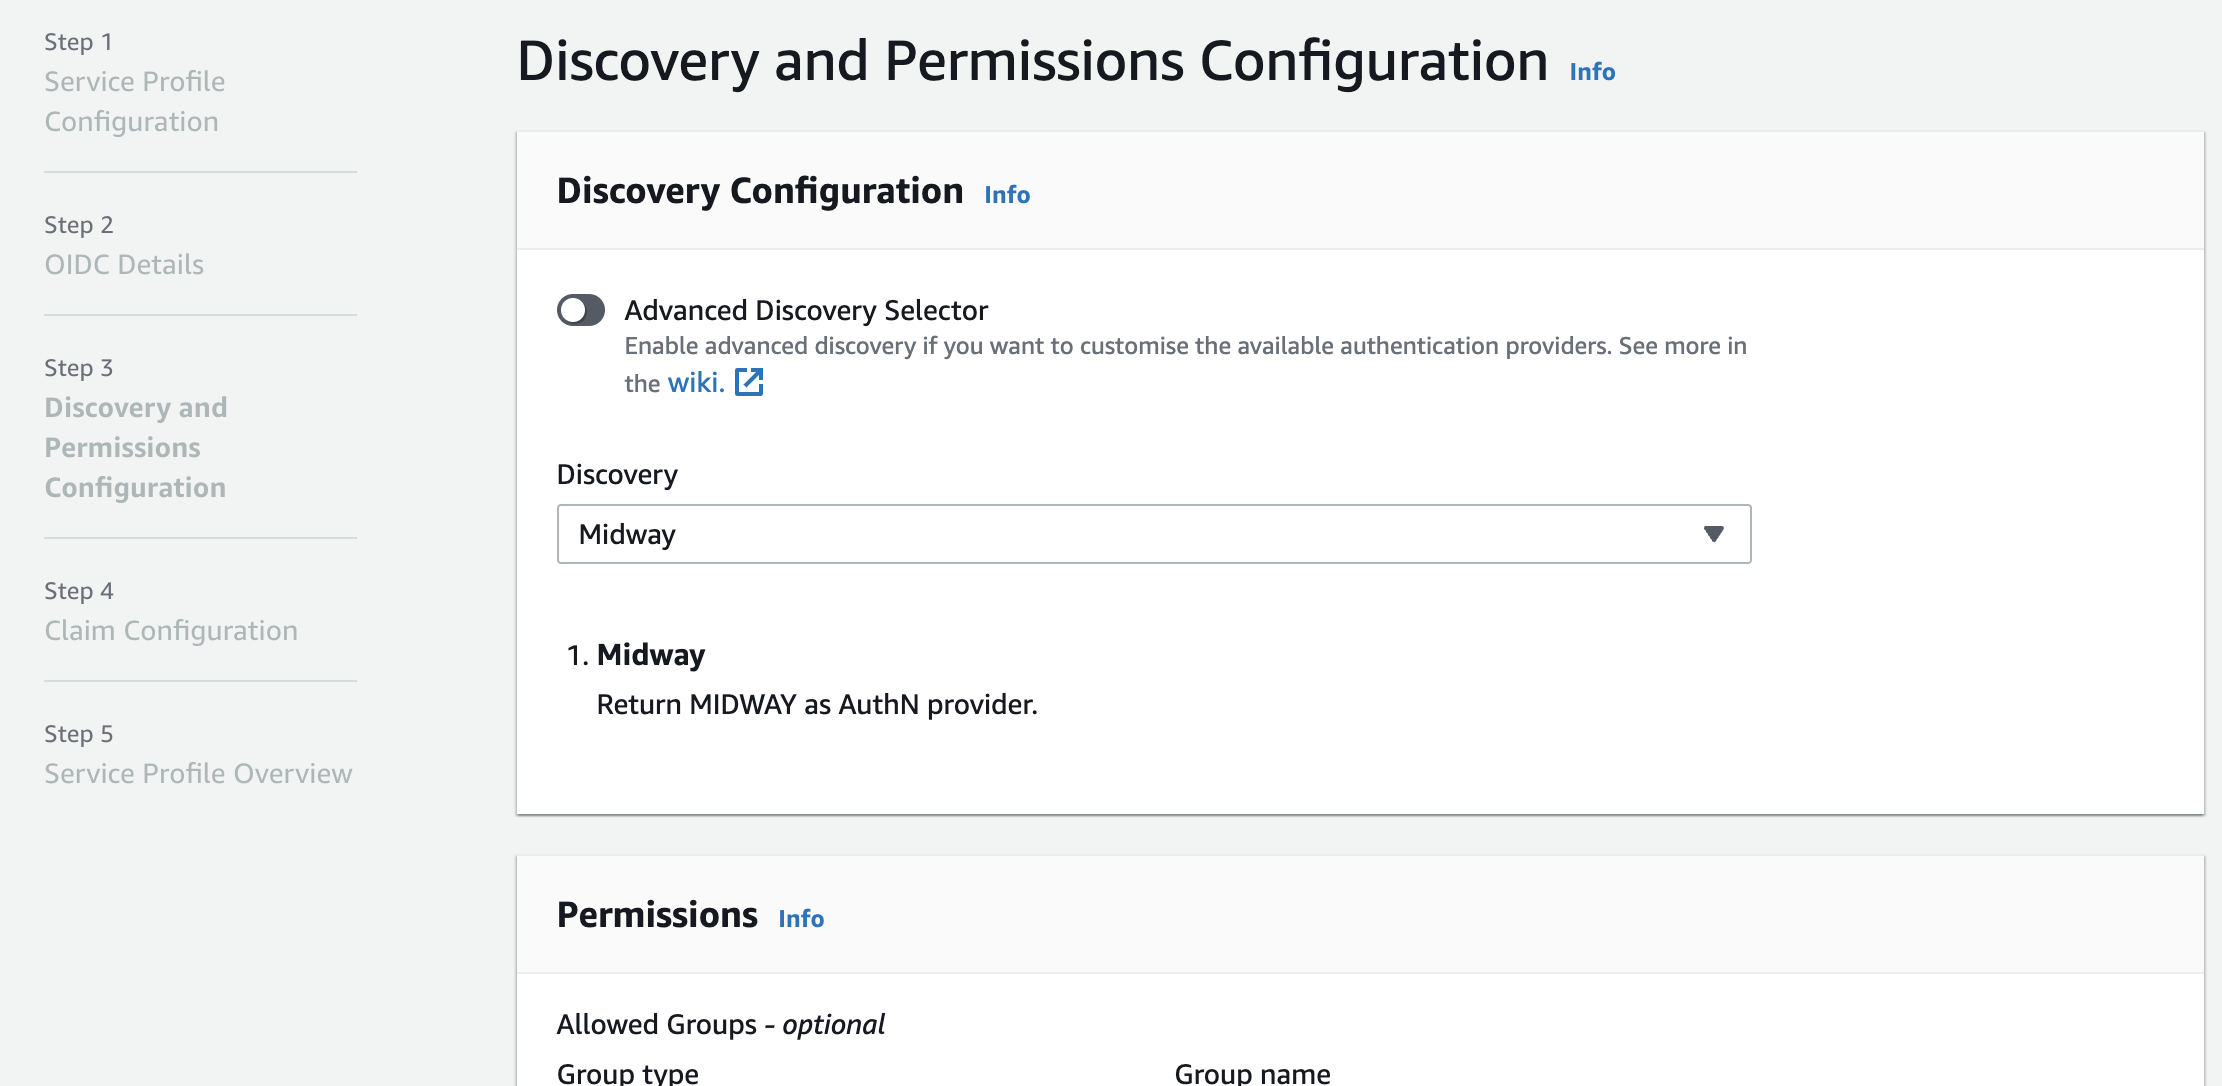 Step 1
Service Profile
Configuration
Step 2
OIDC Details
Step 3
Discovery and
Permissions
Configuration
Step 4
Claim Configuration
Step 5
Service Profile Overview
Discovery and Permissions Configuration Info
Discovery Configuration Info
Advanced Discovery Selector
Enable advanced discovery if you want to customise the available authentication providers. See more in
the wiki.
Discovery
Midway
1. Midway
Return MIDWAY as AuthN provider.
Permissions Info
Allowed Groups - optional
Group type Group name